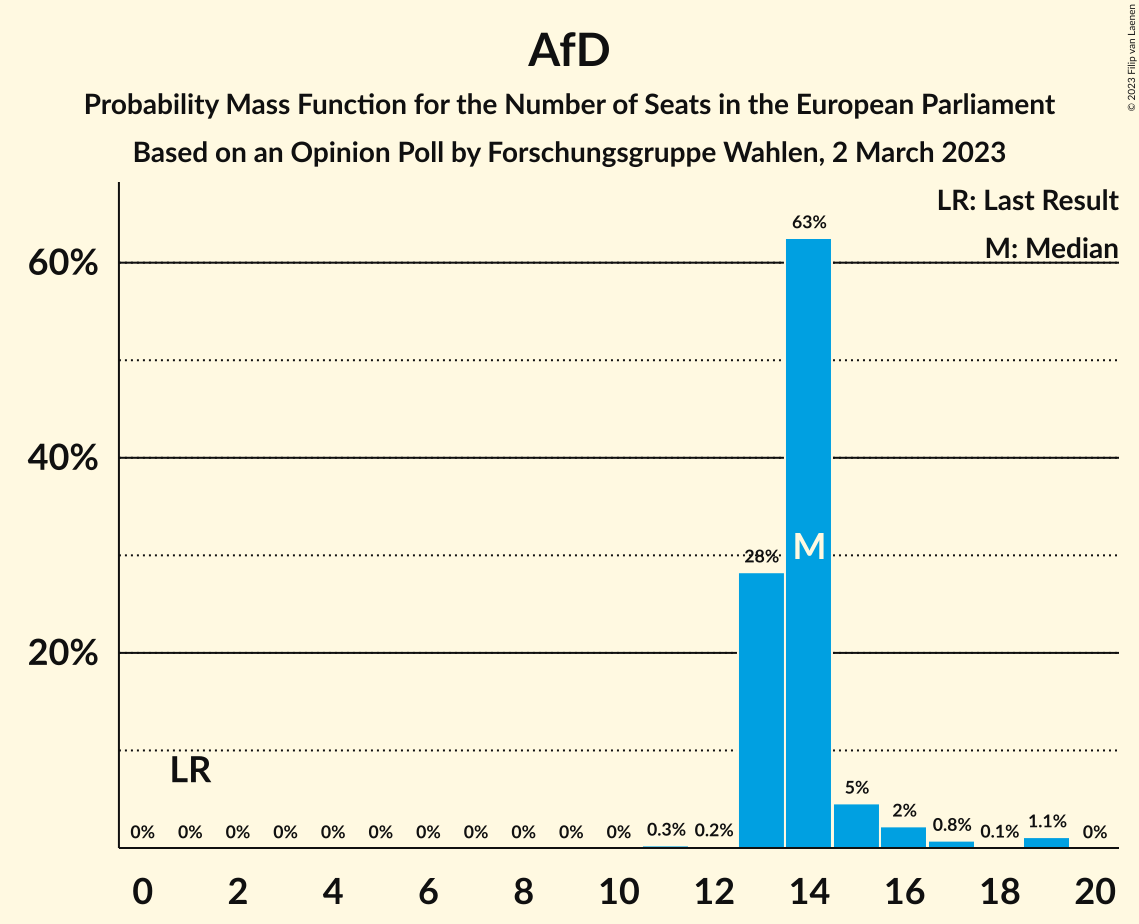 AfD
Probability Mass Function for the Number of Seats in the European Parliament
Based on an Opinion Poll by Forschungsgruppe Wahlen, 2 March 2023
© 2023 Filip van Laenen
LR: Last Result
M: Median
60%
40%
20%
63%
28%
M
LR
5%
2%
0% 0% 0% 0% 0% 0% 0% 0% 0% 0% 0% 0.3% 0.2% 0.8% 0.1% 1.1% 0%
0 2 4 6 8 10 12 14 16 18 20